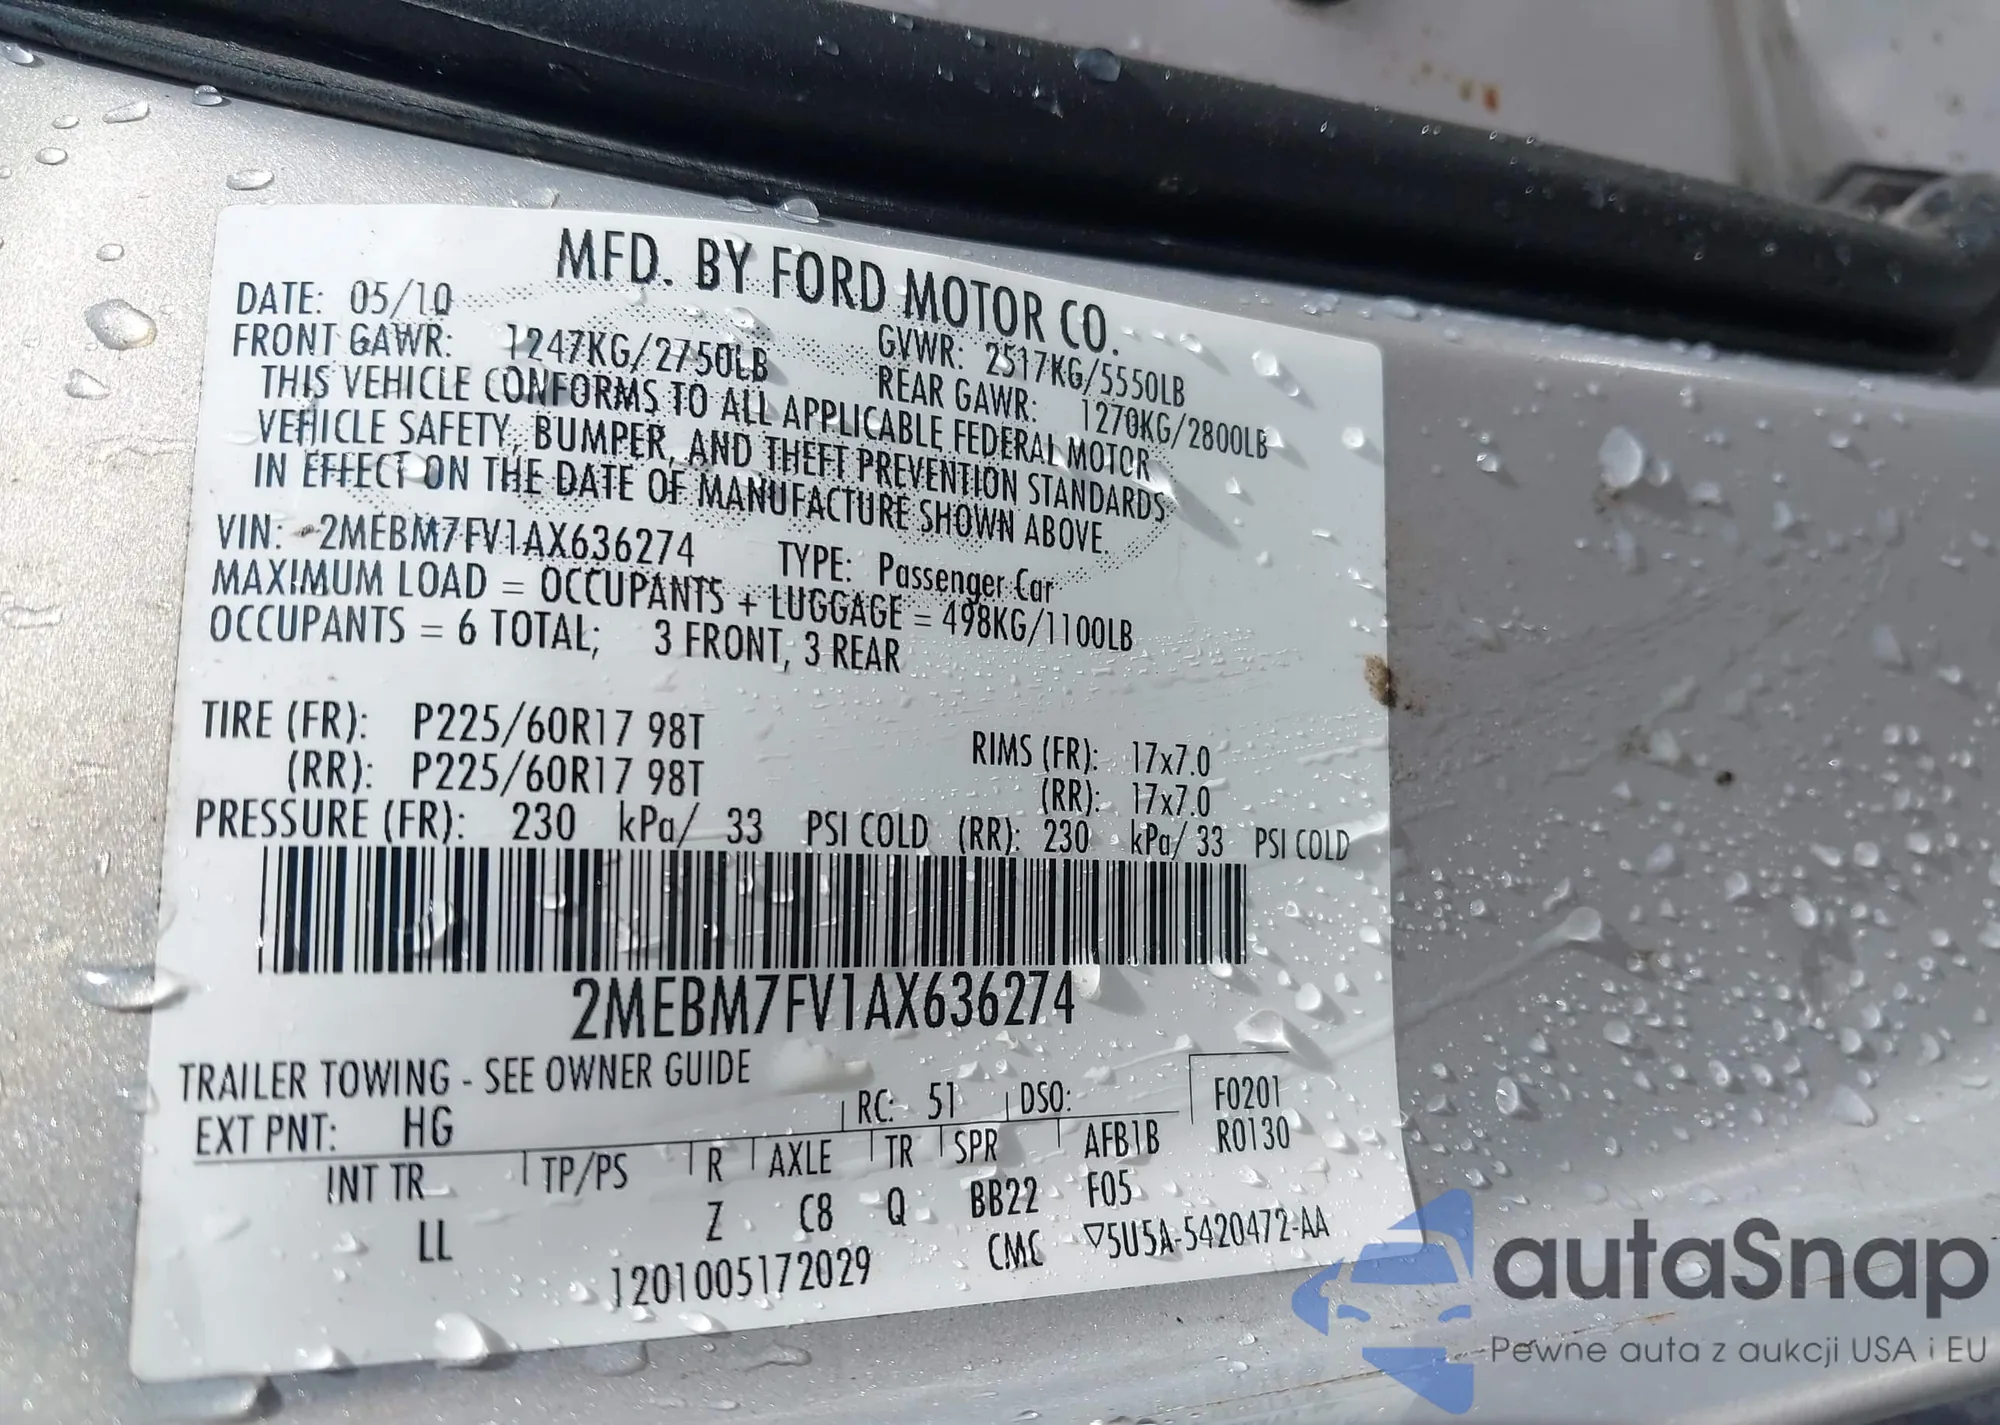 MFD. BY FORD MOTOR CO.
DATE: 05/10 GVWR: 2517KG/5550LB
FRONT GAWR: 1247KG/2750LB REAR GAWR: 1270KG/2800LB
THIS VEHICLE CONFORMS TO ALL APPLICABLE FEDERAL MOTOR
VEHICLE SAFETY, BUMPER, AND THEFT PREVENTION STANDARDS
IN EFFECT ON THE DATE OF MANUFACTURE SHOWN ABOVE.
VIN: 2MEBM7FV1AX636274 TYPE: Passenger Car
MAXIMUM LOAD = OCCUPANTS + LUGGAGE = 498KG/1100LB
OCCUPANTS = 6 TOTAL; 3 FRONT, 3 REAR
TIRE (FR): P225/60R17 98T RIMS (FR): 17x7.0
(RR): P225/60R17 98T (RR): 17x7.0
PRESSURE (FR): 230 kPa/ 33 PSI COLD (RR): 230 kPa/ 33 PSI COLD
2MEBM7FV1AX636274
TRAILER TOWING - SEE OWNER GUIDE
EXT PNT: HG RC: 51 DSO: F0201
R0130
INT TR TP/PS R AXLE TR SPR AFB1B
LL Z C8 Q BB22 F05
1201005172029 CMC ▽5U5A-5420472-AA
autaSnap
Pewne auta z aukcji USA i EU